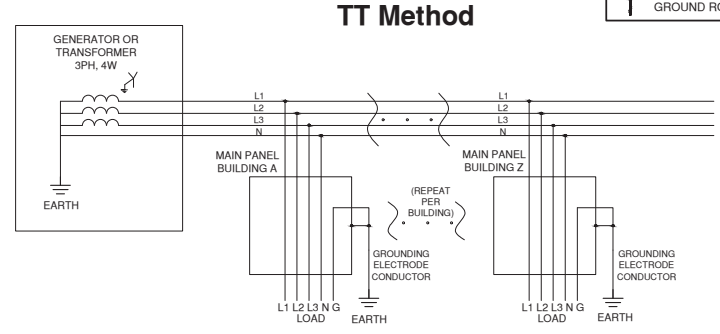 TT Method
GROUND RO
GENERATOR OR
TRANSFORMER
3PH, 4W
EARTH
L1
L2
L3
N
L1
L2
L3
N
MAIN PANEL
BUILDING A
(REPEAT
PER
BUILDING)
MAIN PANEL
BUILDING Z
GROUNDING
ELECTRODE
CONDUCTOR
GROUNDING
ELECTRODE
CONDUCTOR
L1 L2 L3 N G
LOAD
EARTH
L1 L2 L3 N G
LOAD
EARTH